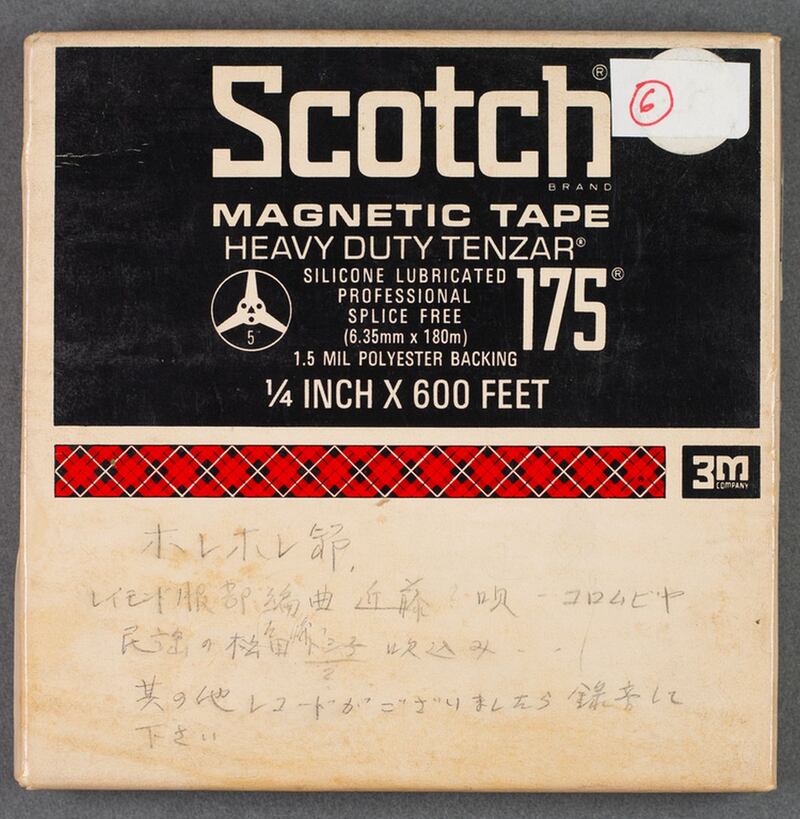 Scotch®
6
BRAND
MAGNETIC TAPE
HEAVY DUTY TENZAR®
SILICONE LUBRICATED
PROFESSIONAL
SPLICE FREE
(6.35mm x 180m)
175®
5
1.5 MIL POLYESTER BACKING
1/4 INCH X 600 FEET
3M
COMPANY
ホレホレ節
レイモンド服部編曲 近藤 ? 唄 - コロムビヤ
民謡の松
吹込み - -
其の他レコードがございましたら録音して
下さい